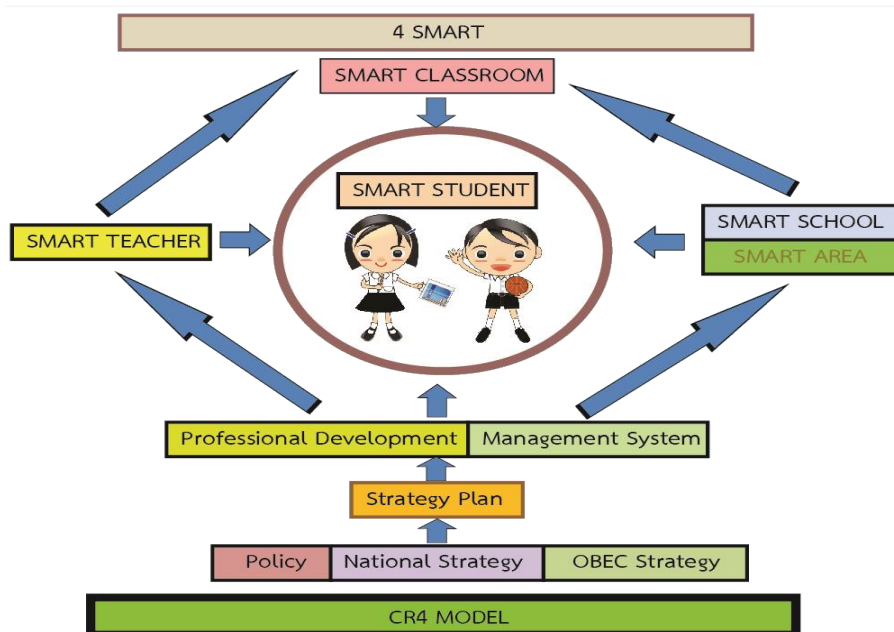 4 SMART
SMART CLASSROOM
SMART STUDENT
SMART TEACHER
SMART SCHOOL
SMART AREA
Professional Development
Management System
Strategy Plan
Policy
National Strategy
OBEC Strategy
CR4 MODEL